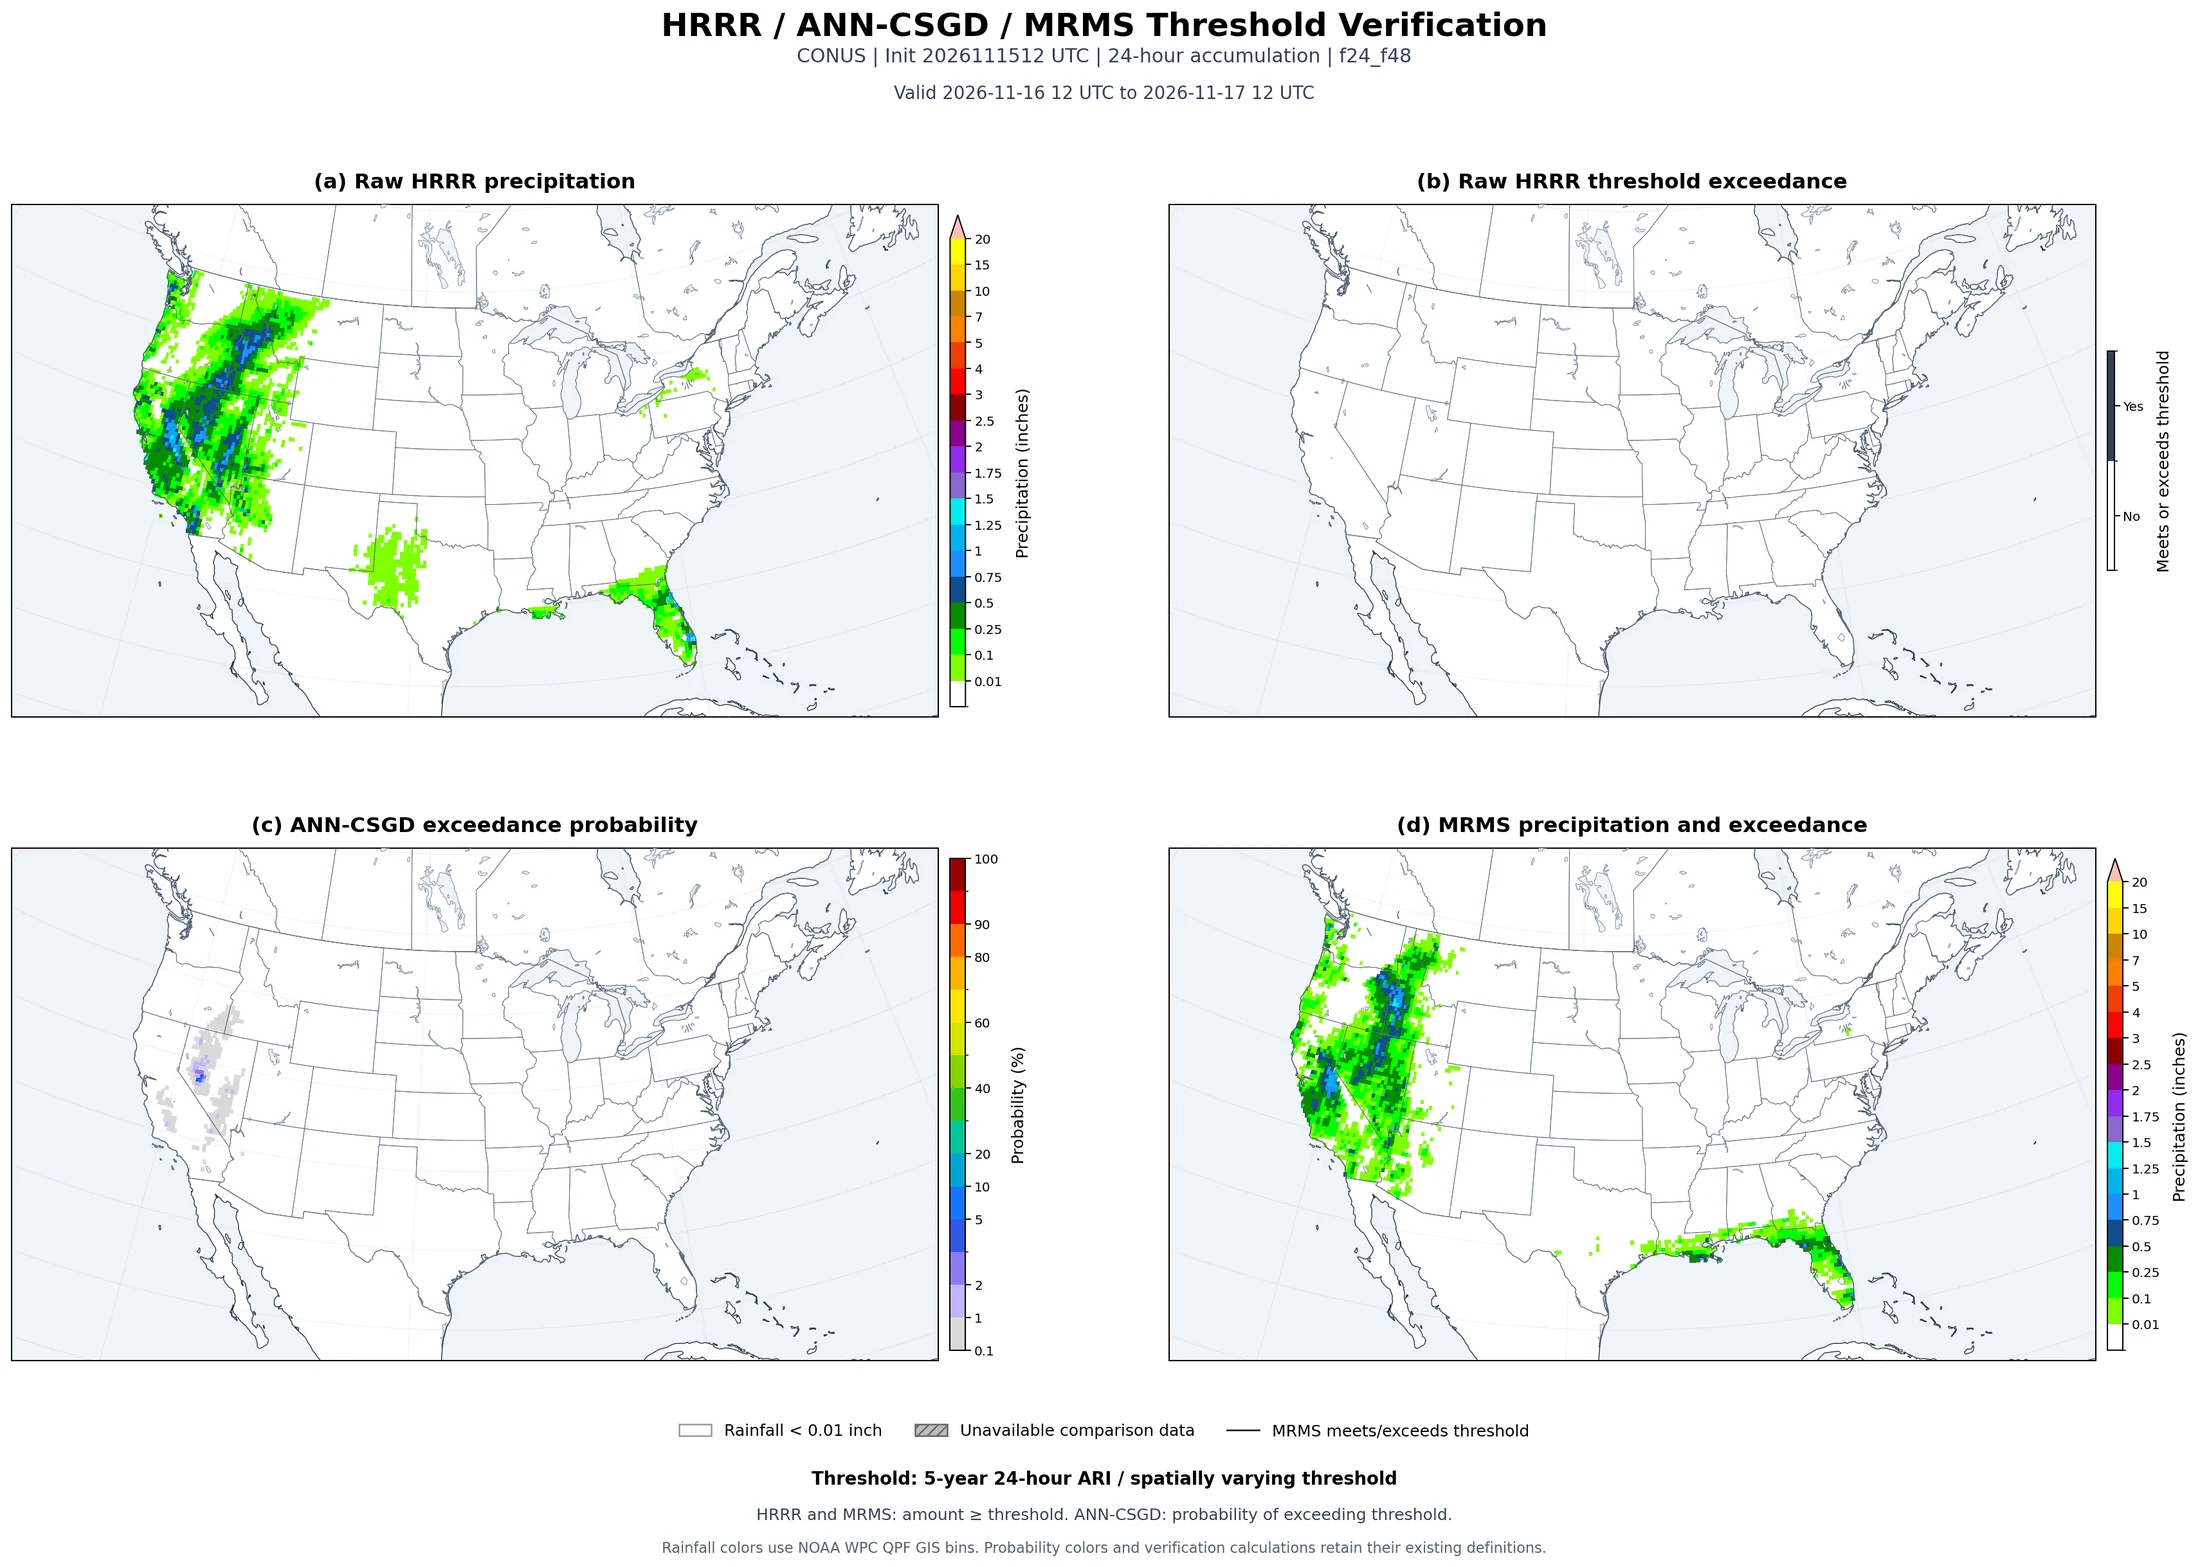 HRRR / ANN-CSGD / MRMS Threshold Verification
CONUS | Init 2026111512 UTC | 24-hour accumulation | f24_f48
Valid 2026-11-16 12 UTC to 2026-11-17 12 UTC
(a) Raw HRRR precipitation
20
15
10
7
5
4
3
2.5
2
1.75
1.5
1.25
1
0.75
0.5
0.25
0.1
0.01
Precipitation (inches)
(b) Raw HRRR threshold exceedance
Yes
No
Meets or exceeds threshold
(c) ANN-CSGD exceedance probability
100
90
80
60
40
20
10
5
2
1
0.1
Probability (%)
(d) MRMS precipitation and exceedance
20
15
10
7
5
4
3
2.5
2
1.75
1.5
1.25
1
0.75
0.5
0.25
0.1
0.01
Precipitation (inches)
Rainfall < 0.01 inch
Unavailable comparison data
MRMS meets/exceeds threshold
Threshold: 5-year 24-hour ARI / spatially varying threshold
HRRR and MRMS: amount ≥ threshold. ANN-CSGD: probability of exceeding threshold.
Rainfall colors use NOAA WPC QPF GIS bins. Probability colors and verification calculations retain their existing definitions.